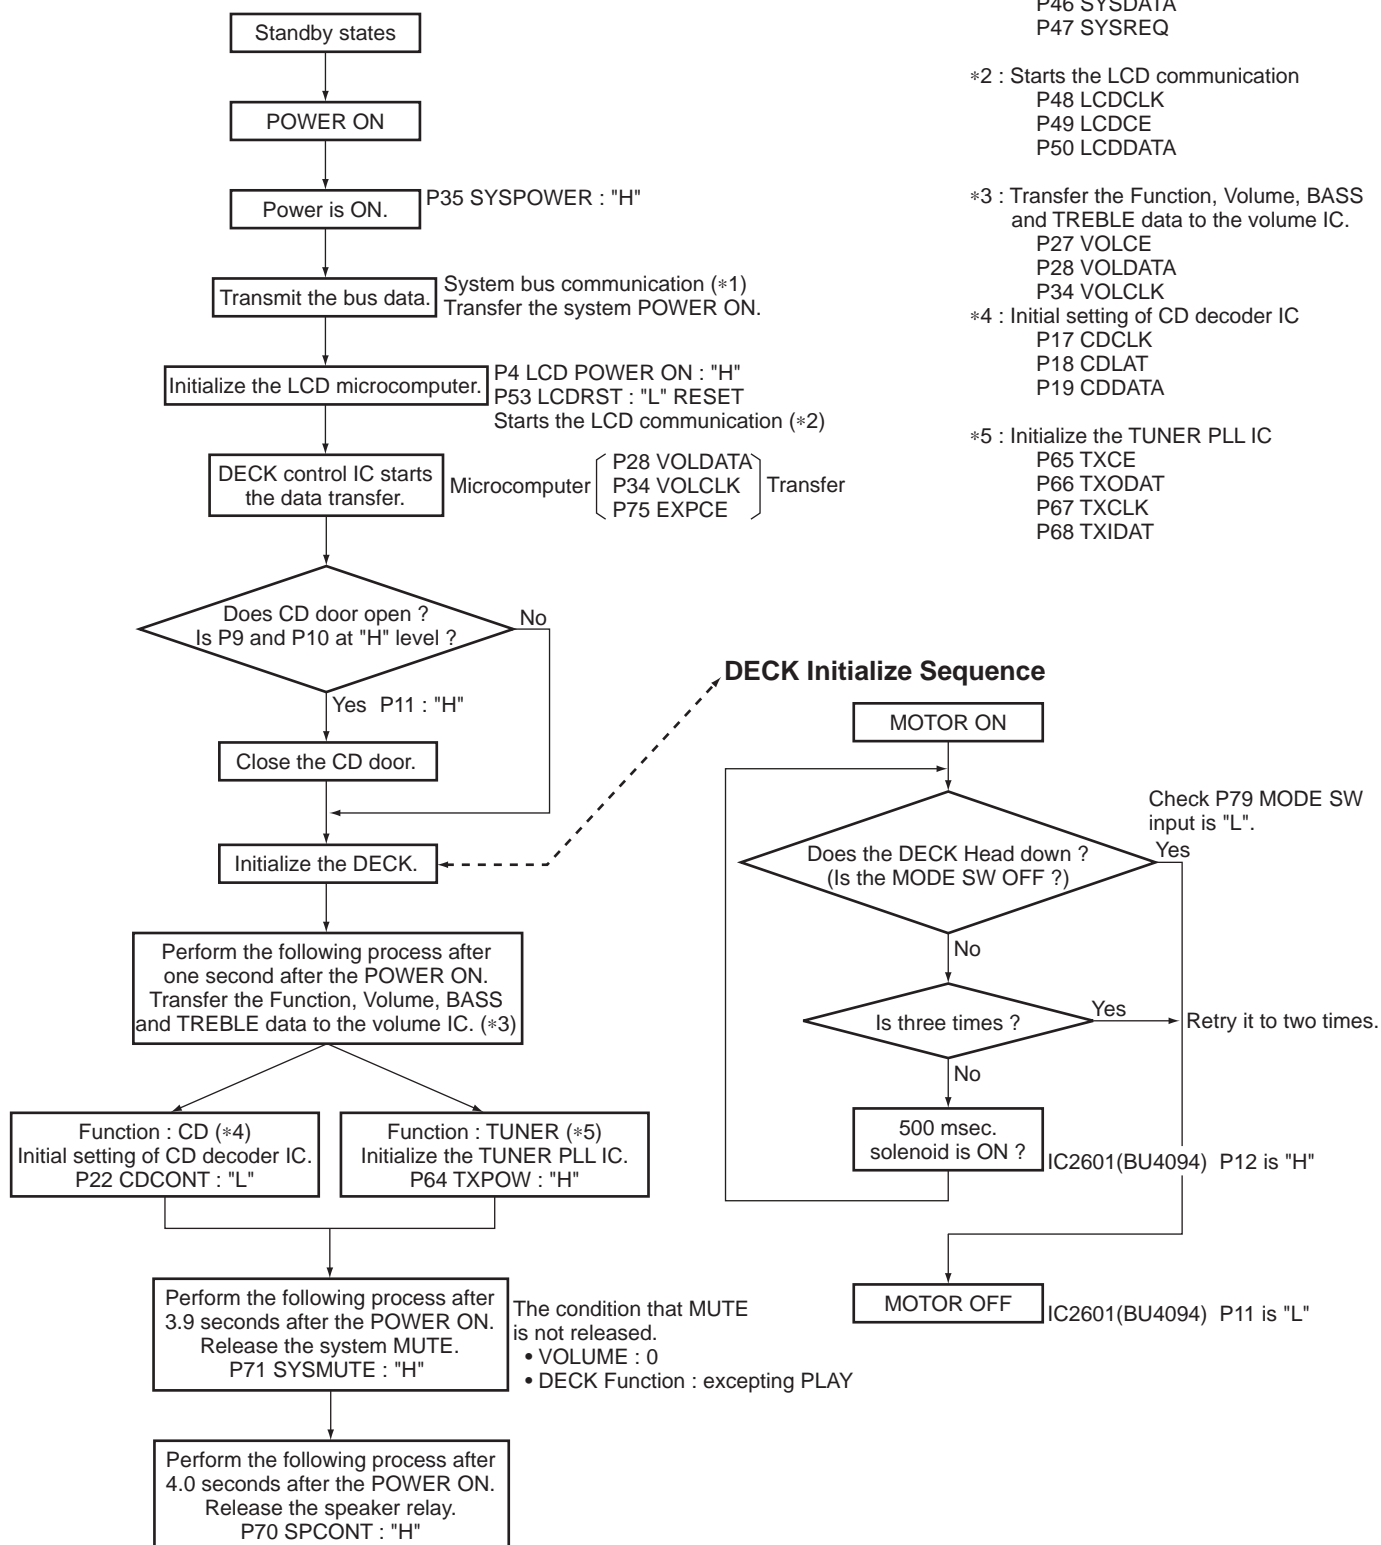 Standby states
POWER ON
Power is ON.
P35 SYSPOWER : "H"
Transmit the bus data.
System bus communication (∗1)
Transfer the system POWER ON.
Initialize the LCD microcomputer.
P4 LCD POWER ON : "H"
P53 LCDRST : "L" RESET
Starts the LCD communication (∗2)
DECK control IC starts
the data transfer.
Microcomputer
P28 VOLDATA
P34 VOLCLK
P75 EXPCE
Transfer
Does CD door open ?
Is P9 and P10 at "H" level ?
No
Yes P11 : "H"
Close the CD door.
Initialize the DECK.
Perform the following process after
one second after the POWER ON.
Transfer the Function, Volume, BASS
and TREBLE data to the volume IC. (∗3)
Function : CD (∗4)
Initial setting of CD decoder IC.
P22 CDCONT : "L"
Function : TUNER (∗5)
Initialize the TUNER PLL IC.
P64 TXPOW : "H"
Perform the following process after
3.9 seconds after the POWER ON.
Release the system MUTE.
P71 SYSMUTE : "H"
The condition that MUTE
is not released.
• VOLUME : 0
• DECK Function : excepting PLAY
Perform the following process after
4.0 seconds after the POWER ON.
Release the speaker relay.
P70 SPCONT : "H"
P46 SYSDATA
P47 SYSREQ
∗2 : Starts the LCD communication
P48 LCDCLK
P49 LCDCE
P50 LCDDATA
∗3 : Transfer the Function, Volume, BASS
and TREBLE data to the volume IC.
P27 VOLCE
P28 VOLDATA
P34 VOLCLK
∗4 : Initial setting of CD decoder IC
P17 CDCLK
P18 CDLAT
P19 CDDATA
∗5 : Initialize the TUNER PLL IC
P65 TXCE
P66 TXODAT
P67 TXCLK
P68 TXIDAT
DECK Initialize Sequence
MOTOR ON
Check P79 MODE SW
input is "L".
Does the DECK Head down ?
(Is the MODE SW OFF ?)
Yes
No
Is three times ?
Yes
Retry it to two times.
No
500 msec.
solenoid is ON ?
IC2601(BU4094) P12 is "H"
MOTOR OFF
IC2601(BU4094) P11 is "L"